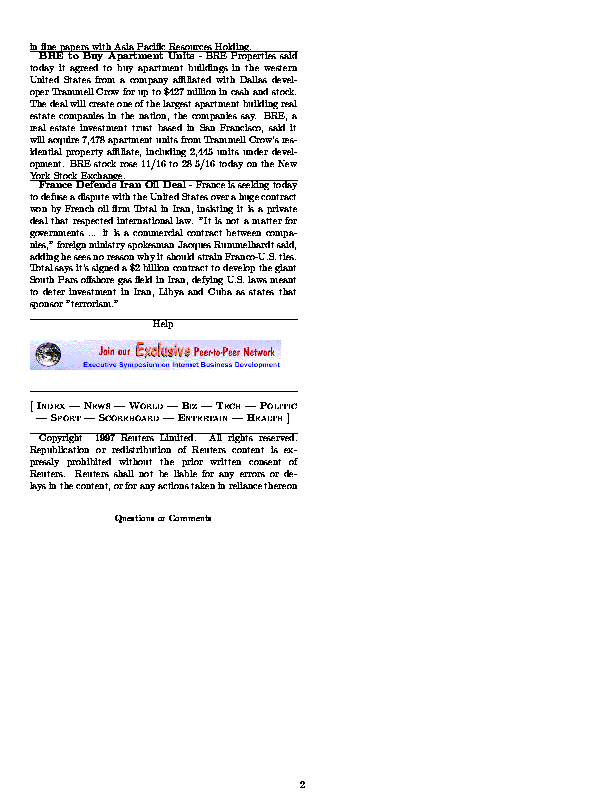 in fine papers with Asia Pacific Resources Holding.
BRE to Buy Apartment Units - BRE Properties said
today it agreed to buy apartment buildings in the western
United States from a company affiliated with Dallas devel-
oper Trammell Crow for up to $427 million in cash and stock.
The deal will create one of the largest apartment building real
estate companies in the nation, the companies say. BRE, a
real estate investment trust based in San Francisco, said it
will acquire 7,478 apartment units from Trammell Crow's res-
idential property affiliate, including 2,445 units under devel-
opment. BRE stock rose 11/16 to 28 5/16 today on the New
York Stock Exchange.
France Defends Iran Oil Deal - France is seeking today
to defuse a dispute with the United States over a huge contract
won by French oil firm Total in Iran, insisting it is a private
deal that respected international law. "It is not a matter for
governments ... it is a commercial contract between compa-
nies," foreign ministry spokesman Jacques Rummelhardt said,
adding he sees no reason why it should strain Franco-U.S. ties.
Total says it's signed a $2 billion contract to develop the giant
South Pars offshore gas field in Iran, defying U.S. laws meant
to deter investment in Iran, Libya and Cuba as states that
sponsor "terrorism."
Help
Join our Exclusive Peer-to-Peer Network
Executive Symposium on Internet Business Development
[ Index — News — World — Biz — Tech — Politic
— Sport — Scoreboard — Entertain — Health ]
Copyright 1997 Reuters Limited. All rights reserved.
Republication or redistribution of Reuters content is ex-
pressly prohibited without the prior written consent of
Reuters. Reuters shall not be liable for any errors or de-
lays in the content, or for any actions taken in reliance thereon
Questions or Comments
2